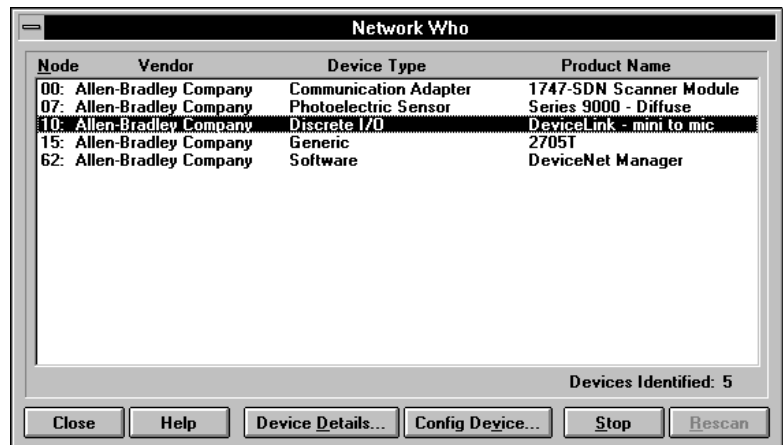 Network Who
Node Vendor Device Type Product Name
00: Allen-Bradley Company Communication Adapter 1747-SDN Scanner Module
07: Allen-Bradley Company Photoelectric Sensor Series 9000 - Diffuse
10: Allen-Bradley Company Discrete I/O DeviceLink - mini to mic
15: Allen-Bradley Company Generic 2705T
62: Allen-Bradley Company Software DeviceNet Manager
Devices Identified: 5
Close Help Device Details... Config Device... Stop Rescan